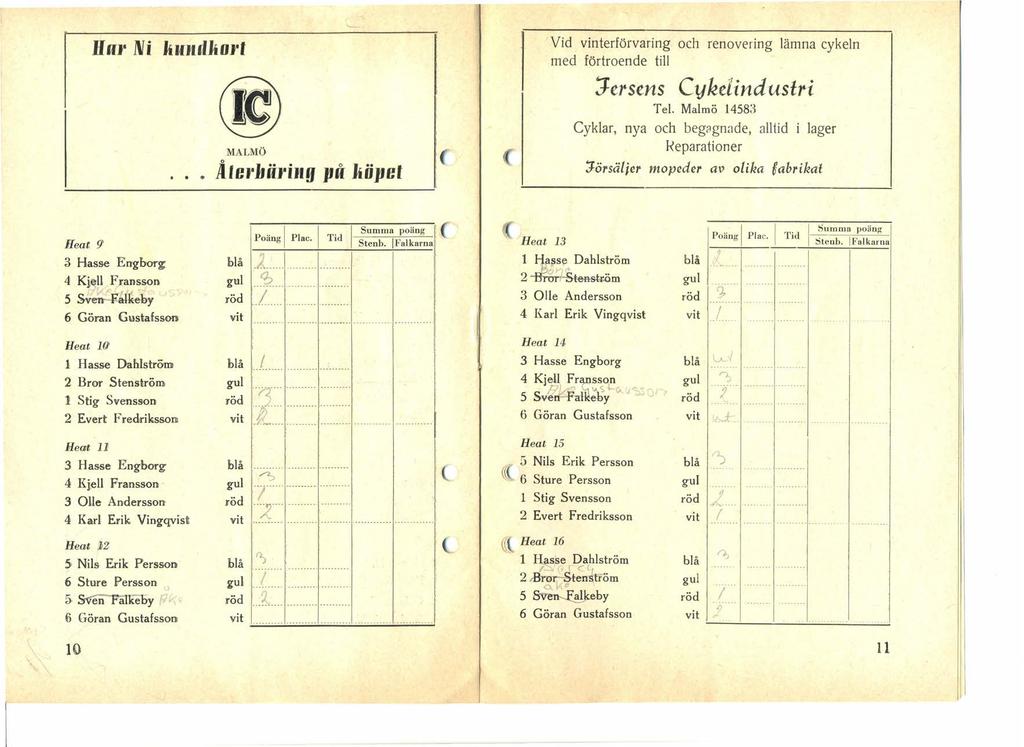 Har Ni kundkort
IC
MALMÖ
. . . Återbäring på köpet
Poäng Plac. Tid Summa poäng
Stenb. Falkarna
Heat 9
3 Hasse Engborg blå 2
4 Kjell Fransson gul 3
5 Sven Falkeby röd 1
6 Göran Gustafsson vit
Heat 10
1 Hasse Dahlström blå 1
2 Bror Stenström gul
1 Stig Svensson röd 3
2 Evert Fredriksson vit 2
Heat 11
3 Hasse Engborg blå
4 Kjell Fransson gul 3
3 Olle Andersson röd 1
4 Karl Erik Vingqvist vit 2
Heat 12
5 Nils Erik Persson blå 3
6 Sture Persson gul 1
5 Sven Falkeby Åke röd 2
6 Göran Gustafsson vit
10
Vid vinterförvaring och renovering lämna cykeln
med förtroende till
Jersens Cykelindustri
Tel. Malmö 14583
Cyklar, nya och begagnade, alltid i lager
Reparationer
Försäljer mopeder av olika fabrikat
Poäng Plac. Tid Summa poäng
Stenb. Falkarna
Heat 13
1 Hasse Dahlström blå 2
2 Bror Stenström gul
3 Olle Andersson röd 3
4 Karl Erik Vingqvist vit 1
Heat 14
3 Hasse Engborg blå
4 Kjell Fransson gul 3
Åke Gustavsson
5 Sven Falkeby röd 2
6 Göran Gustafsson vit
Heat 15
5 Nils Erik Persson blå 3
6 Sture Persson gul
1 Stig Svensson röd 2
2 Evert Fredriksson vit 1
Heat 16
1 Hasse Dahlström blå 3
2 Bror Stenström gul
Åke
5 Sven Falkeby röd 1
6 Göran Gustafsson vit 2
11